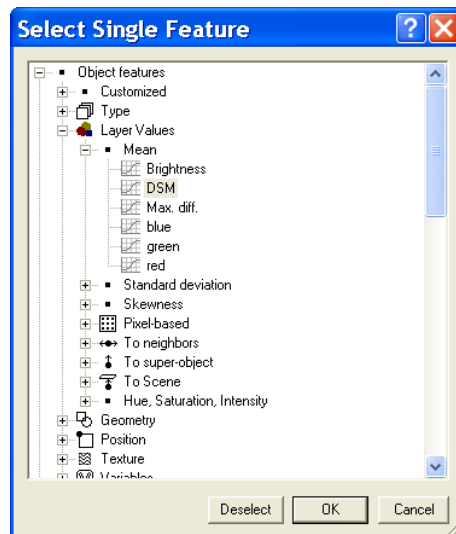 Select Single Feature
Object features
Customized
Type
Layer Values
Mean
Brightness
DSM
Max. diff.
blue
green
red
Standard deviation
Skewness
Pixel-based
To neighbors
To super-object
To Scene
Hue, Saturation, Intensity
Geometry
Position
Texture
Variables
Deselect OK Cancel